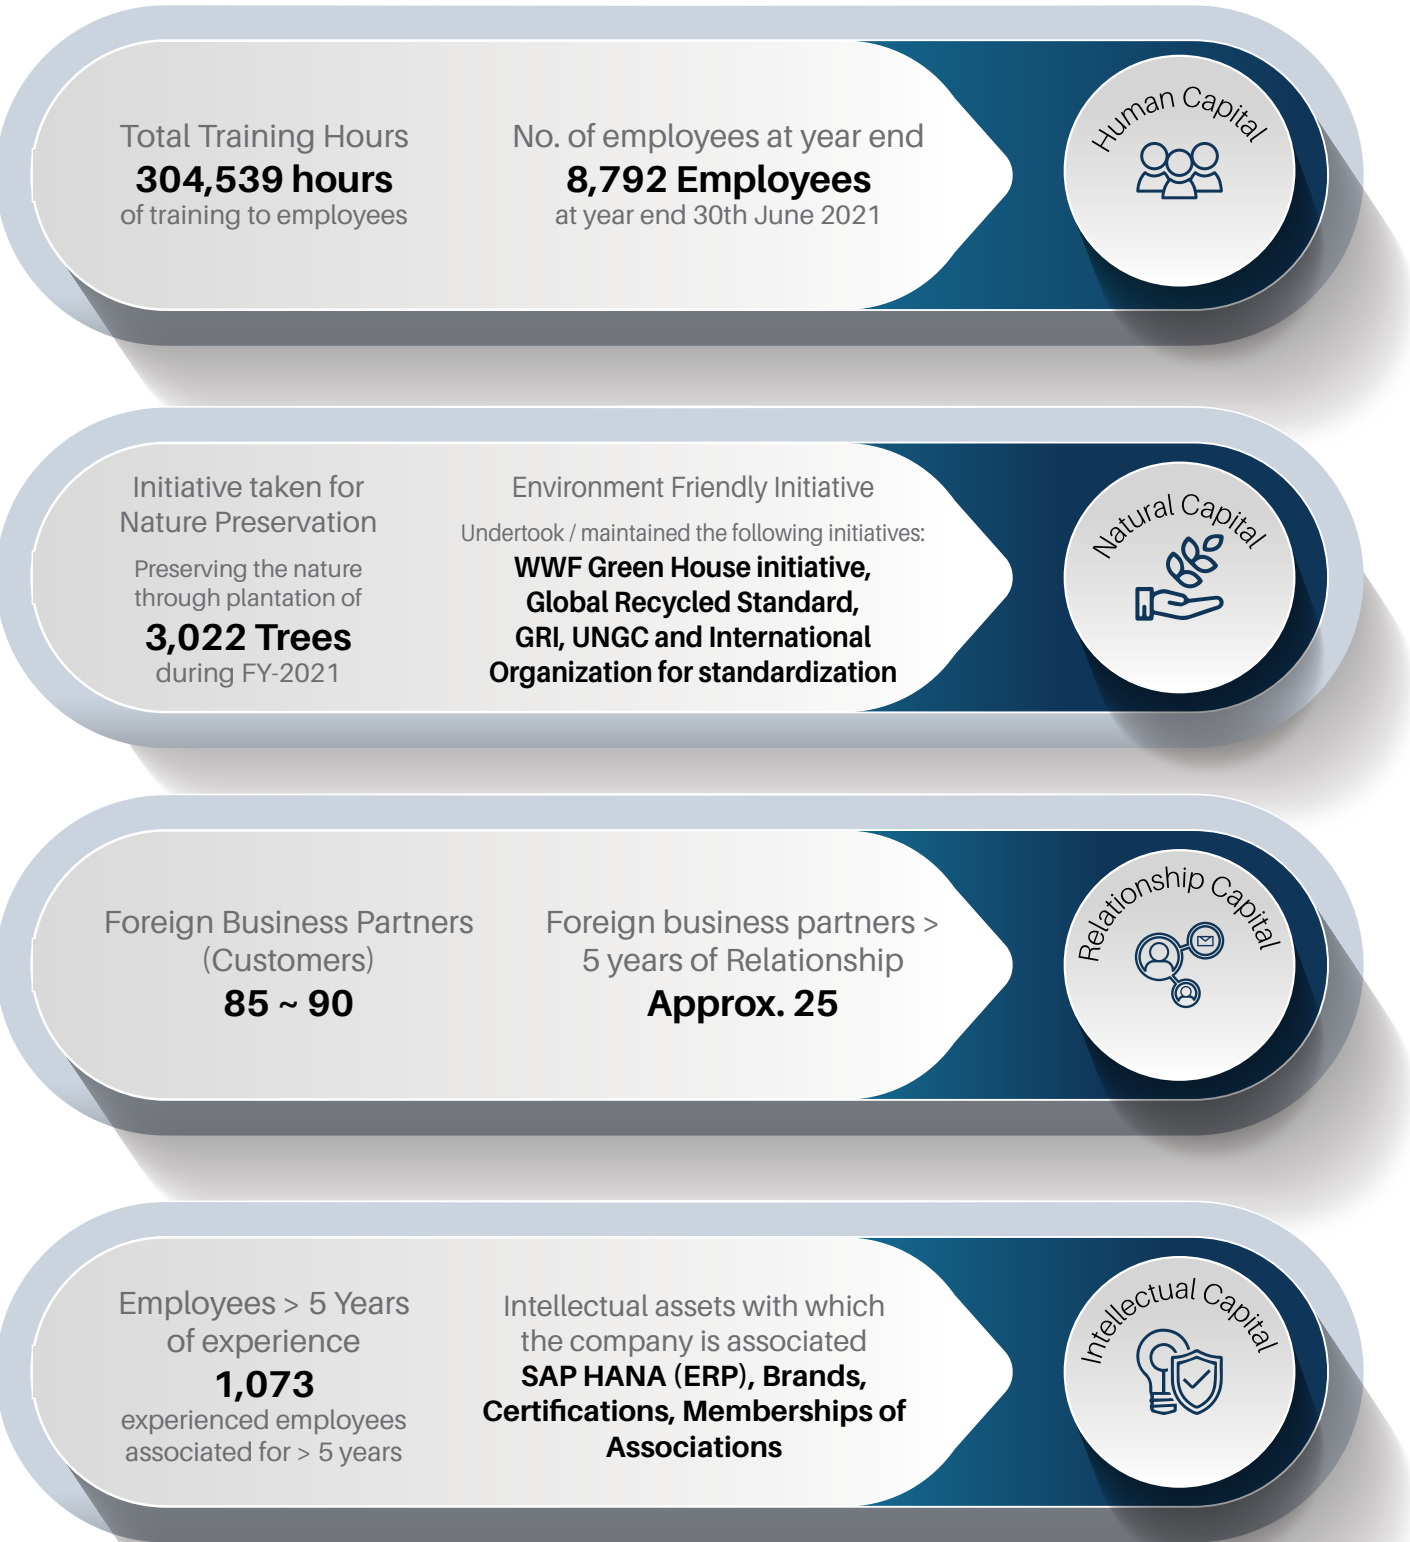 Total Training Hours
304,539 hours
of training to employees
No. of employees at year end
8,792 Employees
at year end 30th June 2021
Human Capital
Initiative taken for
Nature Preservation
Preserving the nature
through plantation of
3,022 Trees
during FY-2021
Environment Friendly Initiative
Undertook / maintained the following initiatives:
WWF Green House initiative,
Global Recycled Standard,
GRI, UNGC and International
Organization for standardization
Natural Capital
Foreign Business Partners
(Customers)
85 ~ 90
Foreign business partners >
5 years of Relationship
Approx. 25
Relationship Capital
Employees > 5 Years
of experience
1,073
experienced employees
associated for > 5 years
Intellectual assets with which
the company is associated
SAP HANA (ERP), Brands,
Certifications, Memberships of
Associations
Intellectual Capital